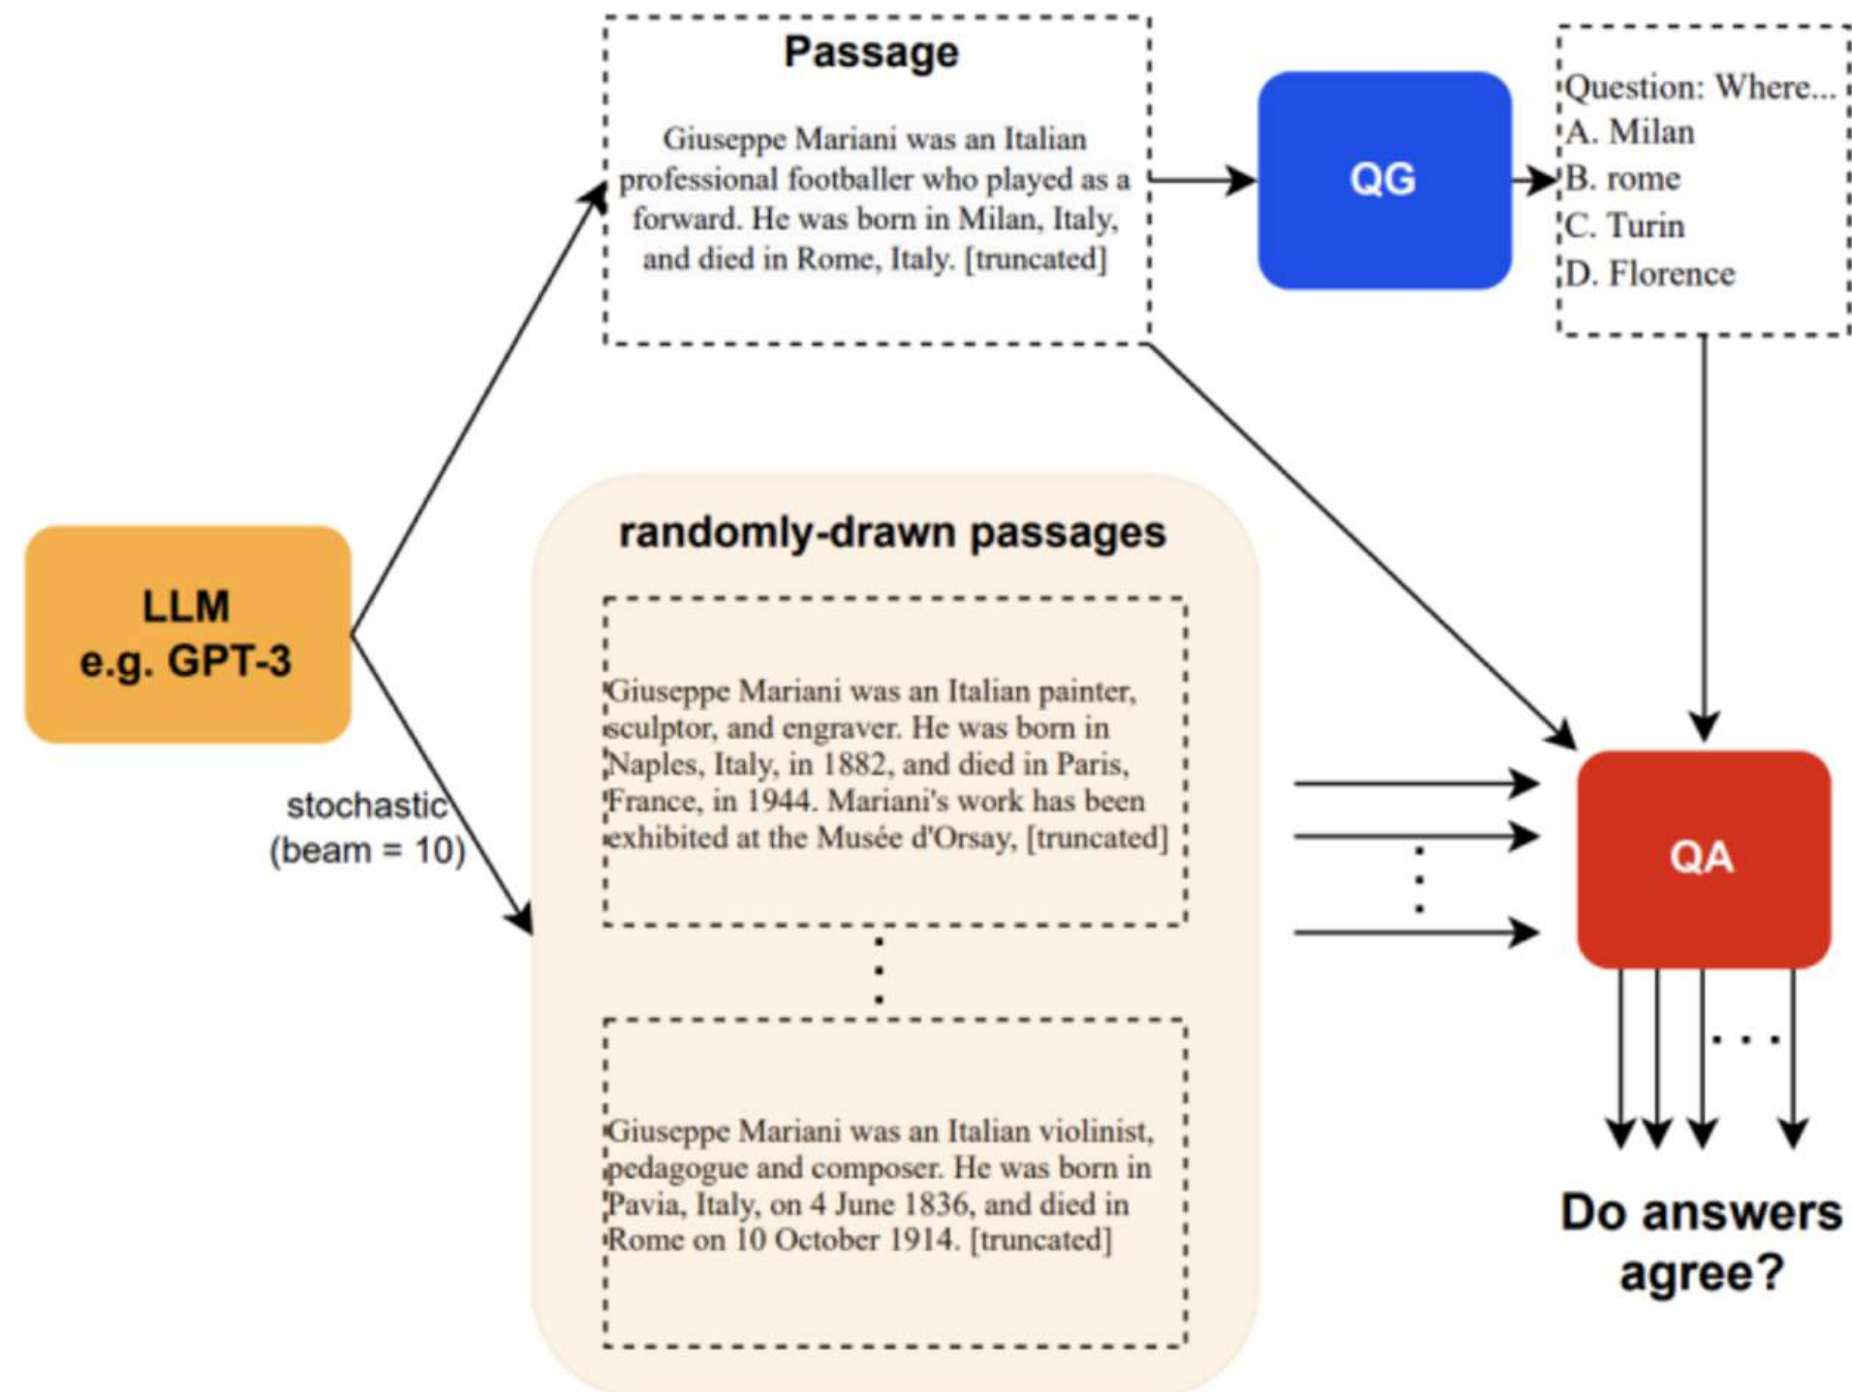 Passage
Giuseppe Mariani was an Italian
professional footballer who played as a
forward. He was born in Milan, Italy,
and died in Rome, Italy. [truncated]
QG
Question: Where...
A. Milan
B. rome
C. Turin
D. Florence
LLM
e.g. GPT-3
stochastic
(beam = 10)
randomly-drawn passages
Giuseppe Mariani was an Italian painter,
sculptor, and engraver. He was born in
Naples, Italy, in 1882, and died in Paris,
France, in 1944. Mariani's work has been
exhibited at the Musée d'Orsay, [truncated]
Giuseppe Mariani was an Italian violinist,
pedagogue and composer. He was born in
Pavia, Italy, on 4 June 1836, and died in
Rome on 10 October 1914. [truncated]
QA
Do answers
agree?